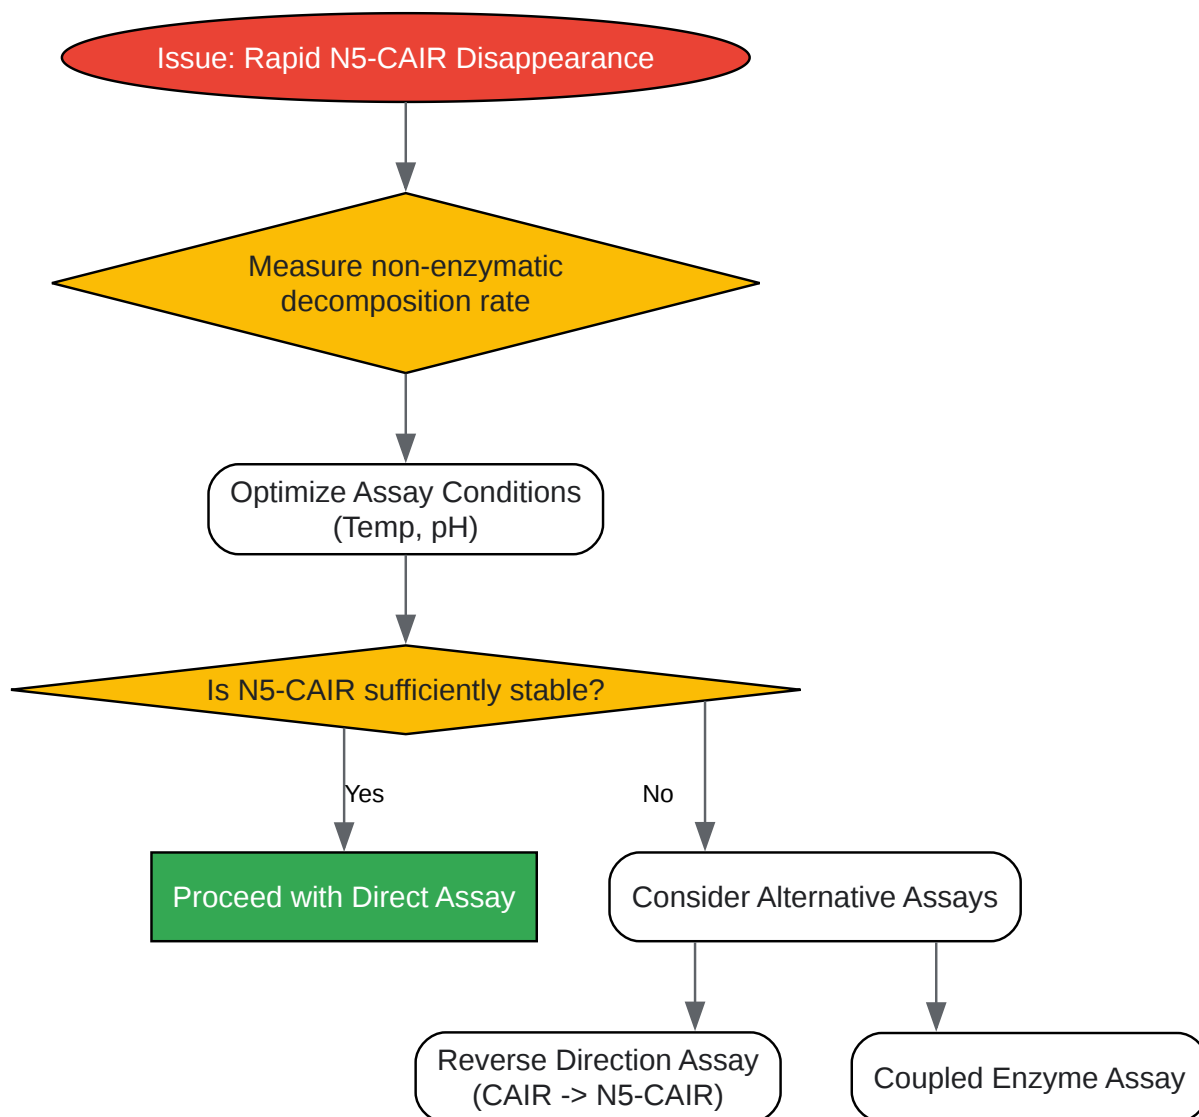 Issue: Rapid N5-CAIR Disappearance
Measure non-enzymatic
decomposition rate
Optimize Assay Conditions
(Temp, pH)
Is N5-CAIR sufficiently stable?
Yes
No
Proceed with Direct Assay
Consider Alternative Assays
Reverse Direction Assay
(CAIR -> N5-CAIR)
Coupled Enzyme Assay